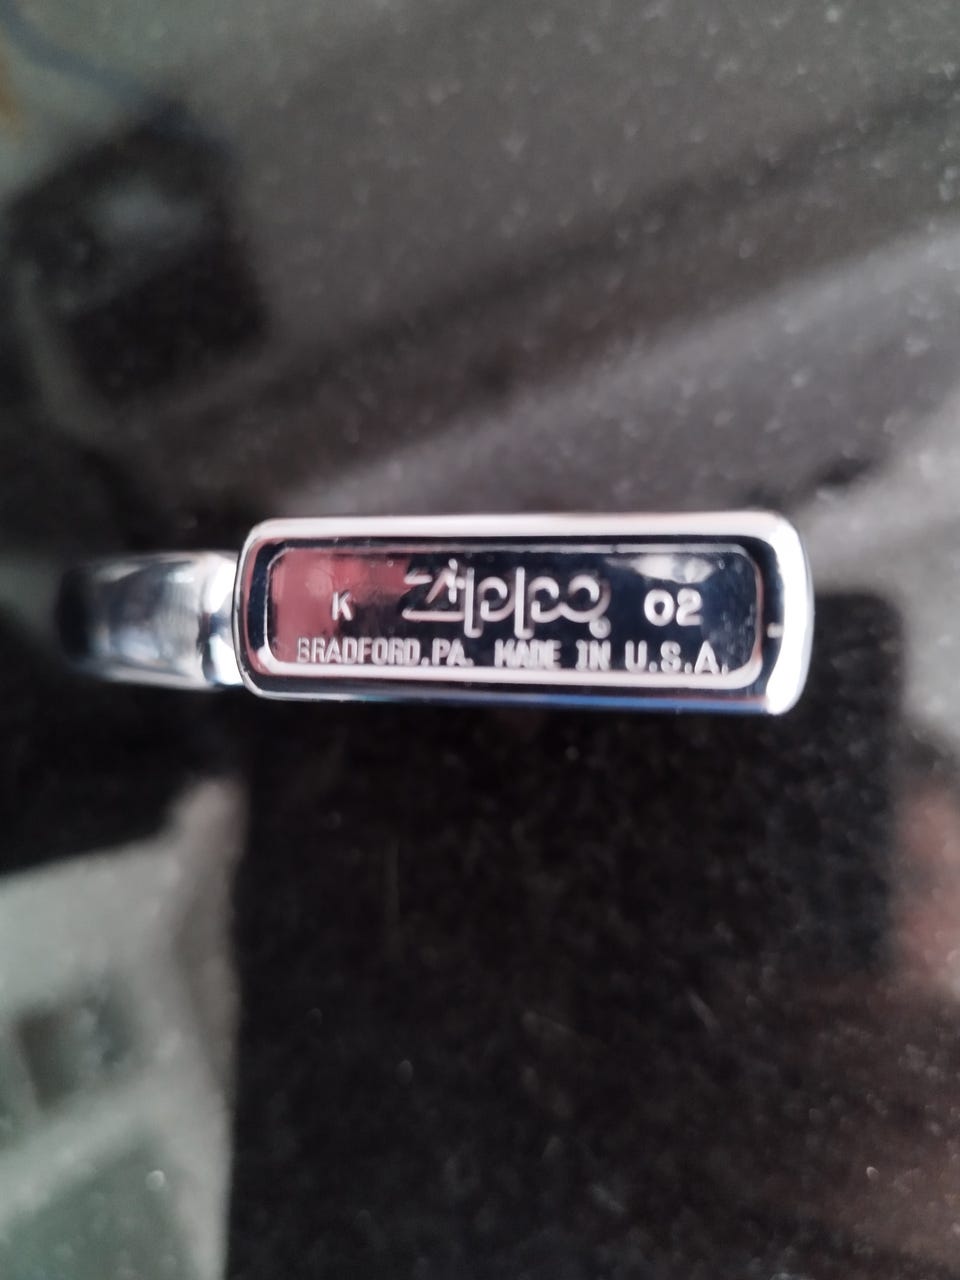 K Zippo® 02
BRADFORD,PA. MADE IN U.S.A.